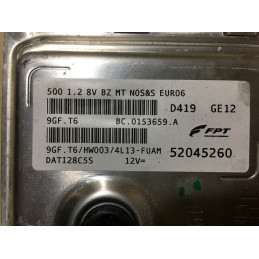 500 1.2 8V BZ MT NOS&S EURO6
D419 GE12
9GF.T6 BC.0153659.A
FPT
9GF.T6/HW003/4L13-FUAM 52045260
DATI28C5S 12V=